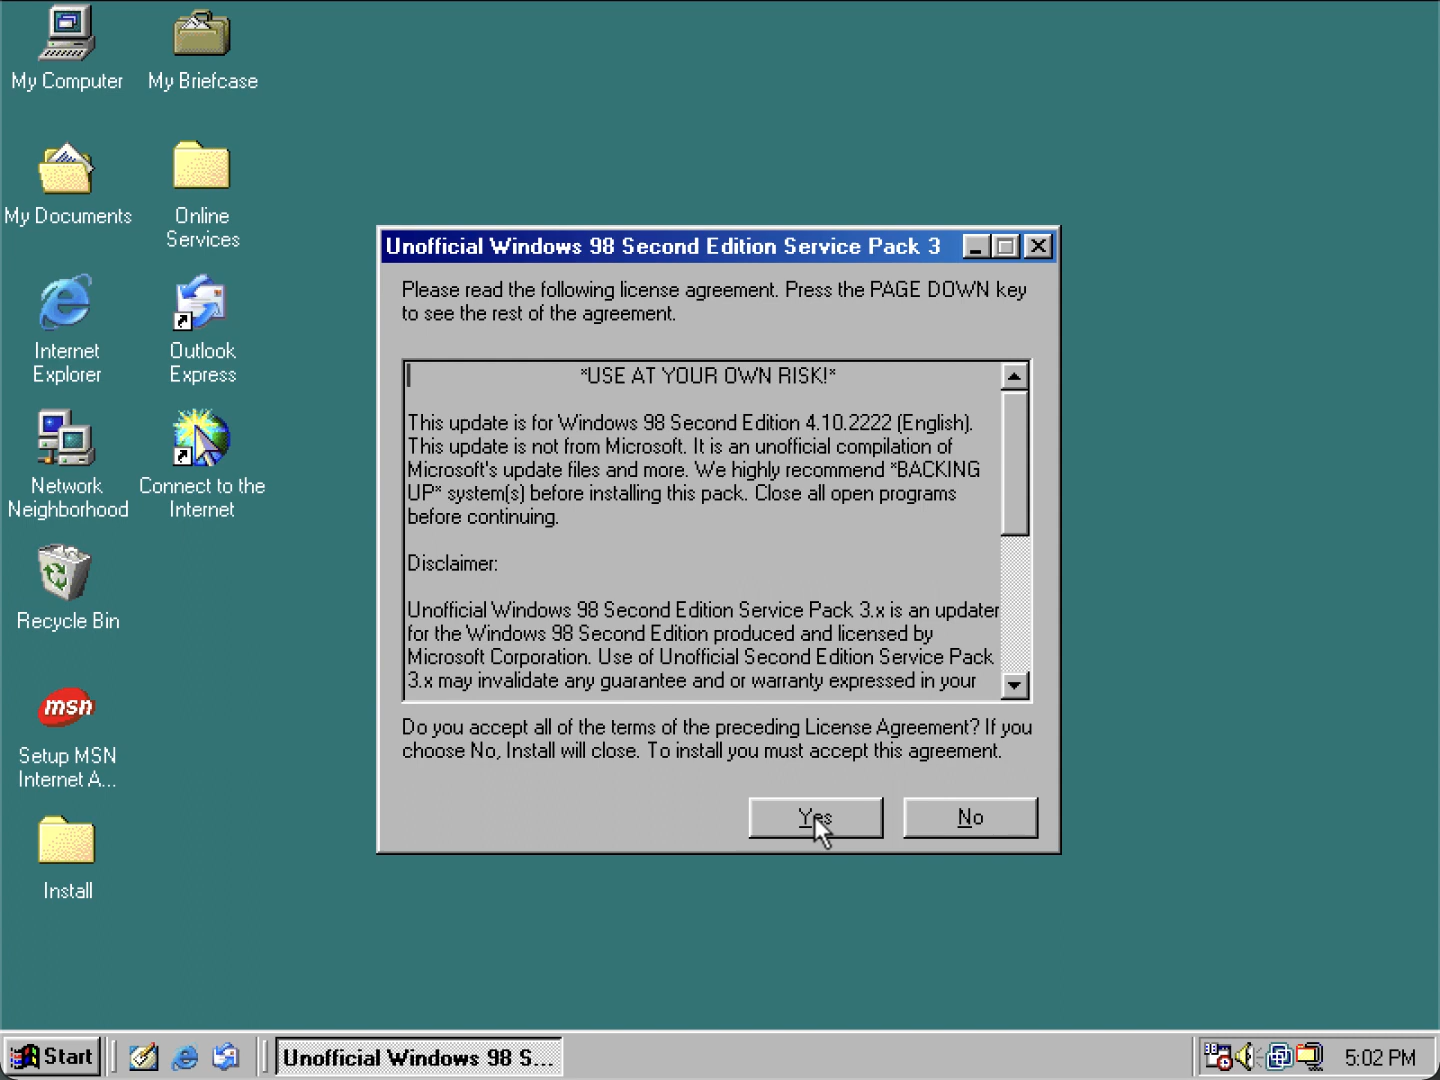 My Computer
My Briefcase
My Documents
Online
Services
Internet
Explorer
Outlook
Express
Network
Neighborhood
Connect to the
Internet
Recycle Bin
msn
Setup MSN
Internet A...
Install
Unofficial Windows 98 Second Edition Service Pack 3
Please read the following license agreement. Press the PAGE DOWN key
to see the rest of the agreement.
*USE AT YOUR OWN RISK!*
This update is for Windows 98 Second Edition 4.10.2222 (English).
This update is not from Microsoft. It is an unofficial compilation of
Microsoft's update files and more. We highly recommend *BACKING
UP* system(s) before installing this pack. Close all open programs
before continuing.
Disclaimer:
Unofficial Windows 98 Second Edition Service Pack 3.x is an updater
for the Windows 98 Second Edition produced and licensed by
Microsoft Corporation. Use of Unofficial Second Edition Service Pack
3.x may invalidate any guarantee and or warranty expressed in your
Do you accept all of the terms of the preceding License Agreement? If you
choose No, Install will close. To install you must accept this agreement.
Yes
No
Start
Unofficial Windows 98 S...
5:02 PM